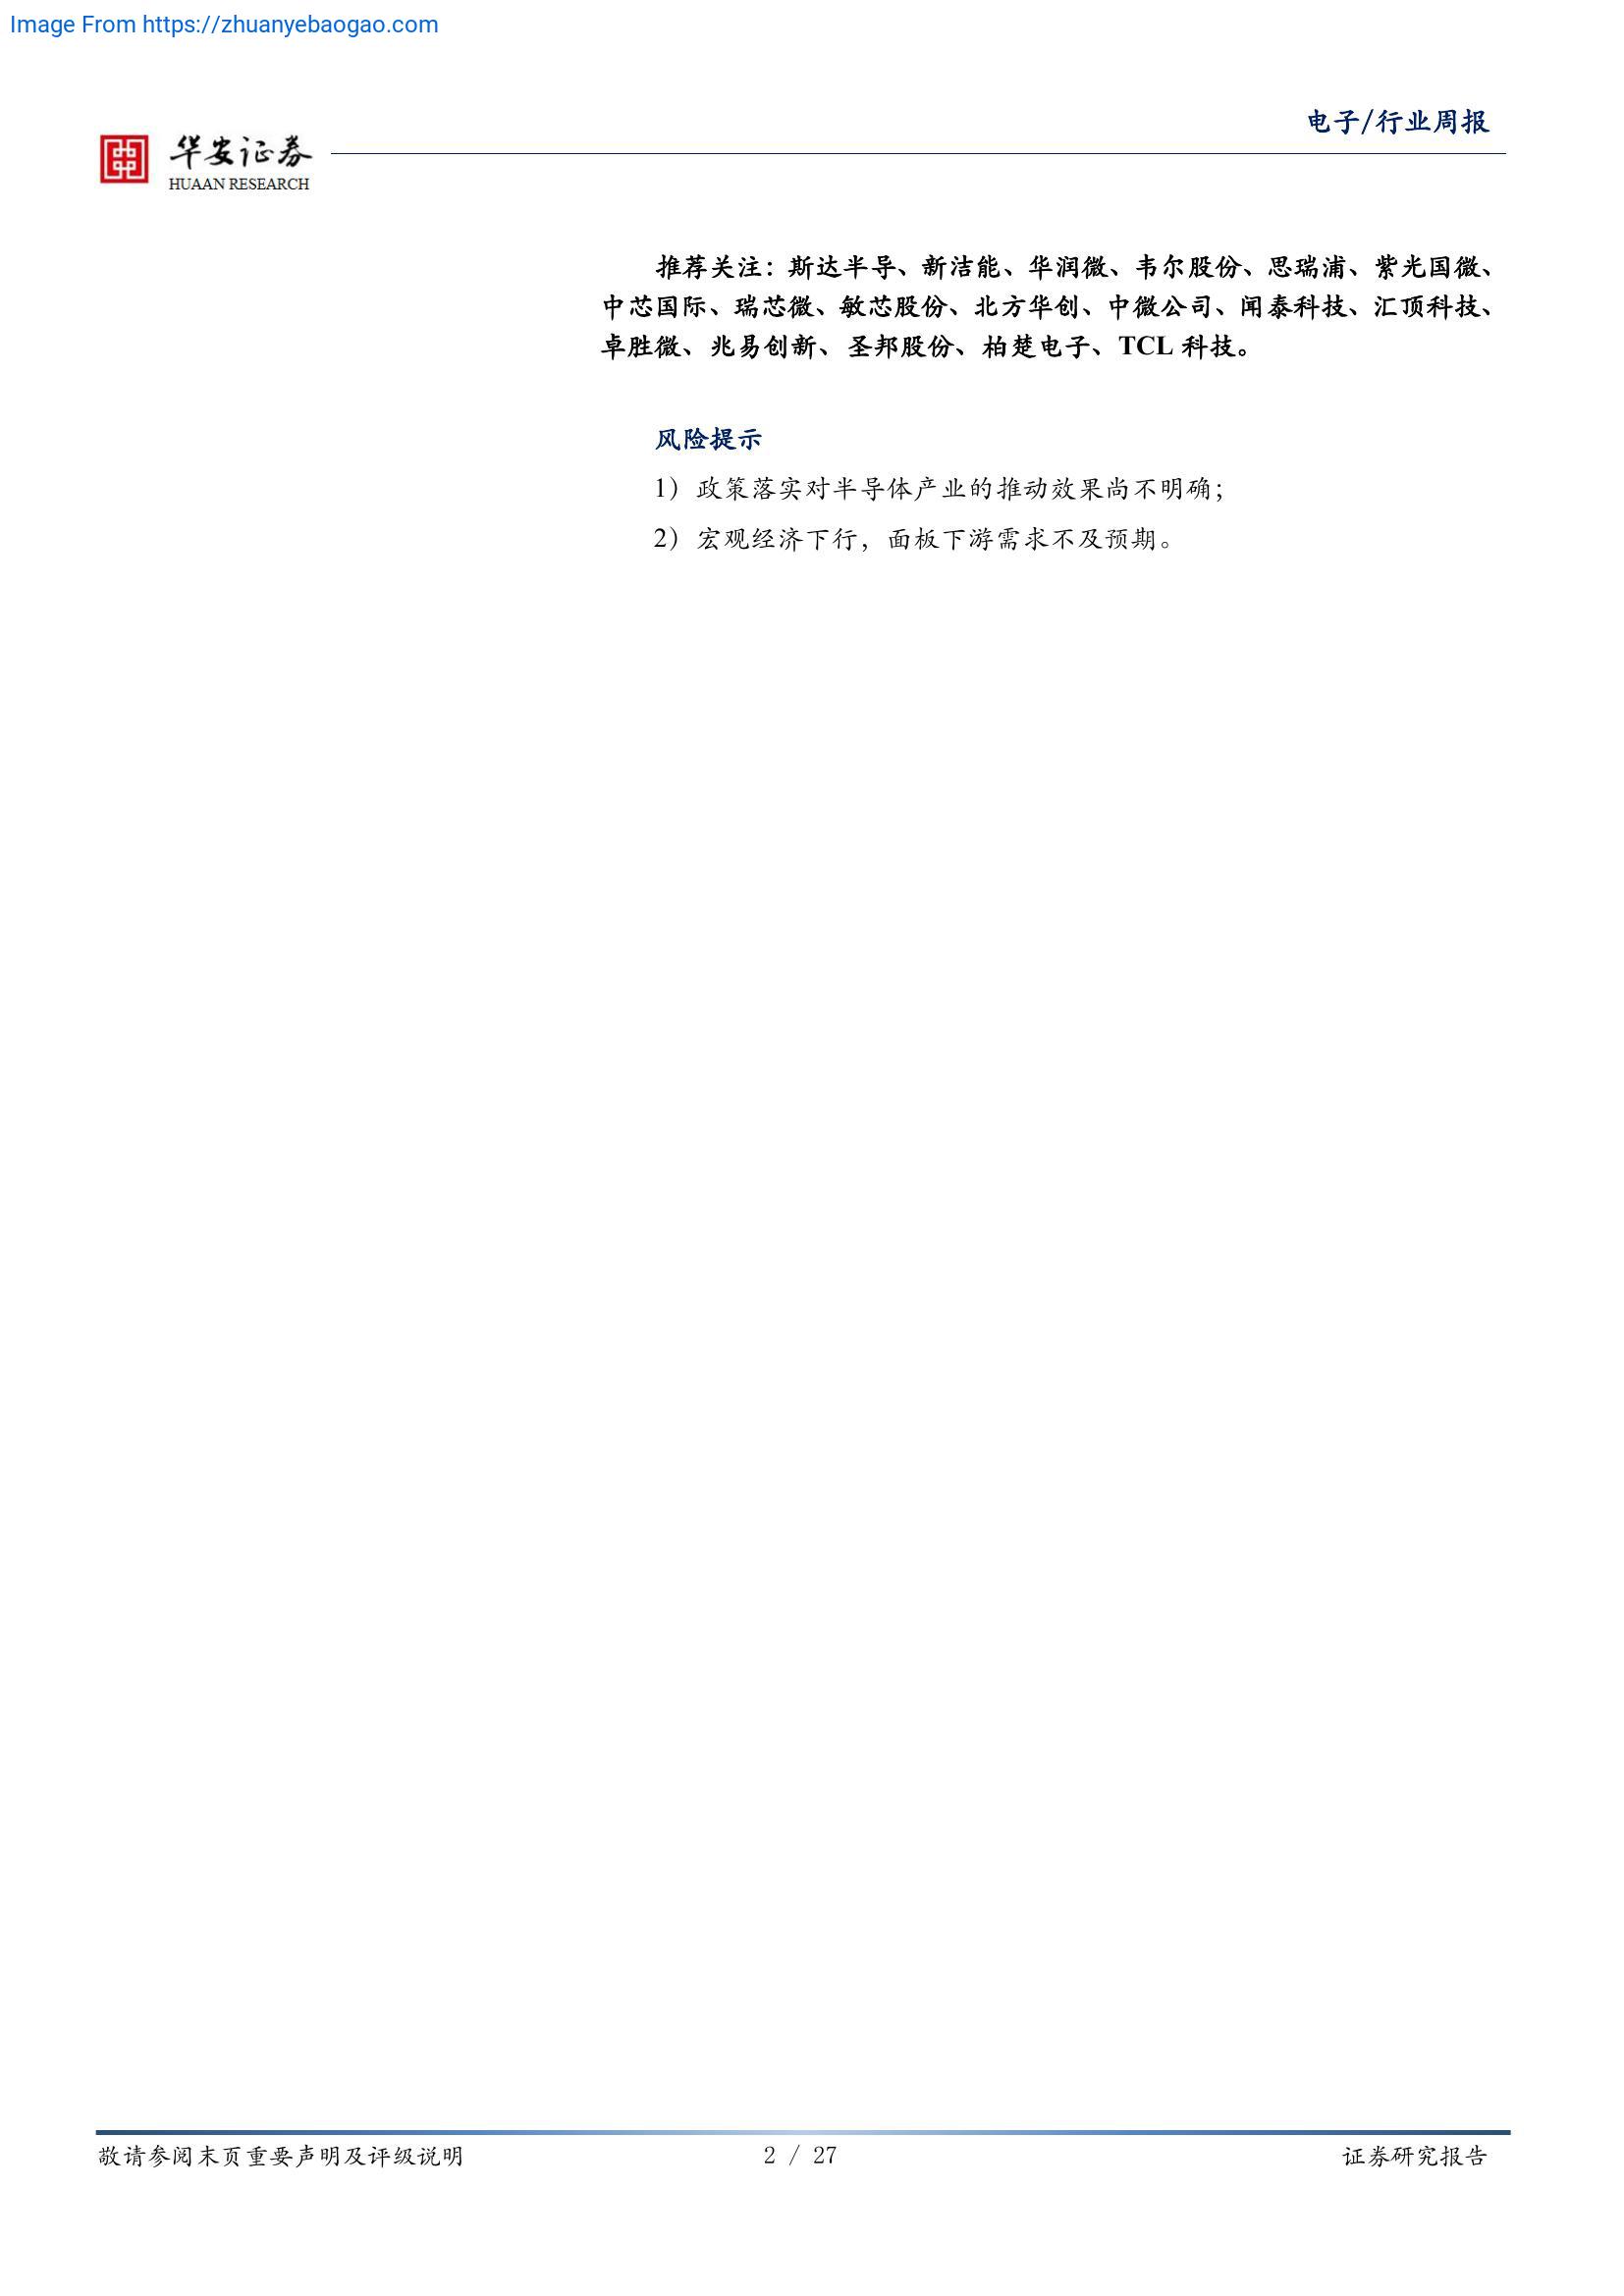 Image From https://zhuanyebaogao.com
电子/行业周报
华安证券
HUAAN RESEARCH
推荐关注：斯达半导、新洁能、华润微、韦尔股份、思瑞浦、紫光国微、
中芯国际、瑞芯微、敏芯股份、北方华创、中微公司、闻泰科技、汇顶科技、
卓胜微、兆易创新、圣邦股份、柏楚电子、TCL 科技。
风险提示
1）政策落实对半导体产业的推动效果尚不明确；
2）宏观经济下行，面板下游需求不及预期。
敬请参阅末页重要声明及评级说明
2 / 27
证券研究报告